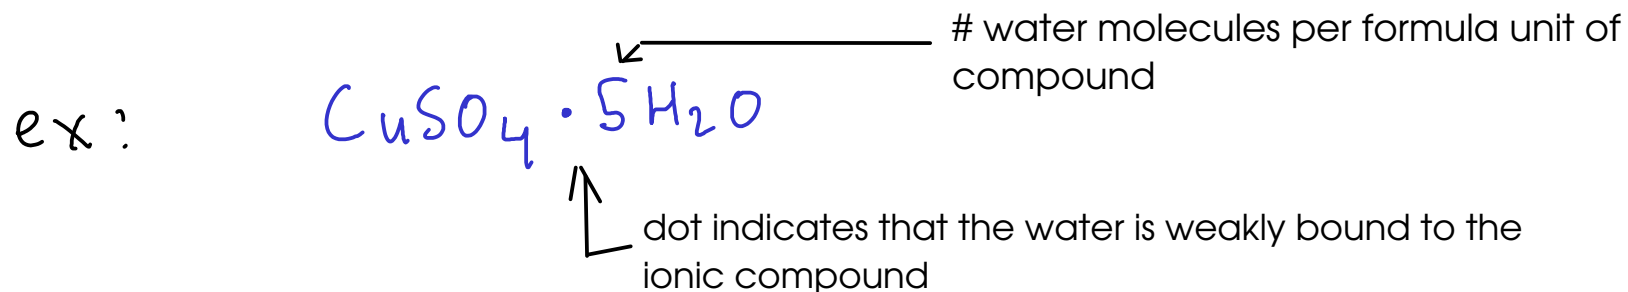 # water molecules per formula unit of
compound
ex: CuSO₄ · 5H₂O
dot indicates that the water is weakly bound to the
ionic compound